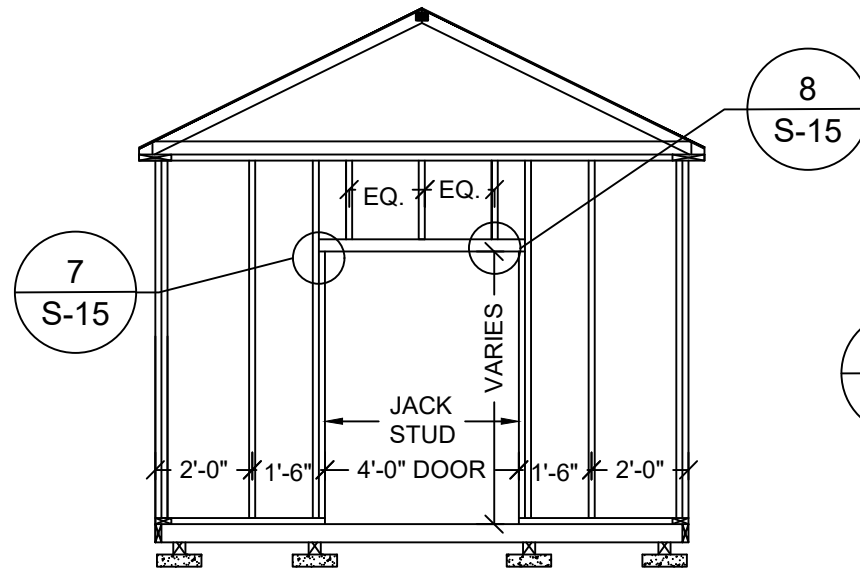 8
S-15
EQ.
EQ.
7
S-15
VARIES
JACK
STUD
2'-0"
1'-6"
4'-0" DOOR
1'-6"
2'-0"